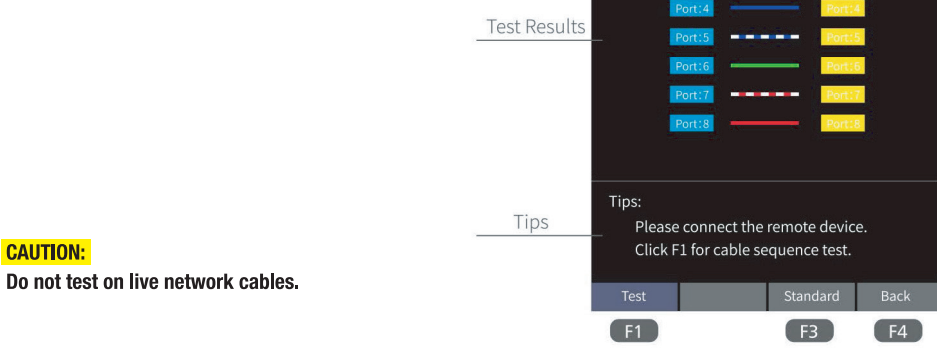 Port:4 Port:4
Test Results
Port:5 Port:5
Port:6 Port:6
Port:7 Port:7
Port:8 Port:8
Tips:
Tips
Please connect the remote device.
Click F1 for cable sequence test.
CAUTION:
Do not test on live network cables.
Test Standard Back
F1 F3 F4